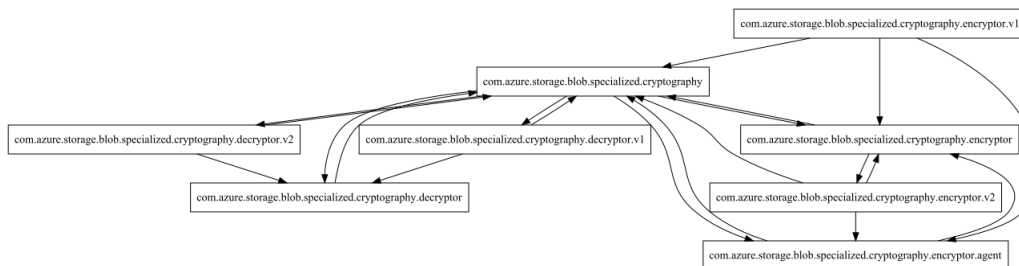 com.azure.storage.blob.specialized.cryptography.encryptor.v1
com.azure.storage.blob.specialized.cryptography
com.azure.storage.blob.specialized.cryptography.decryptor.v2
com.azure.storage.blob.specialized.cryptography.decryptor.v1
com.azure.storage.blob.specialized.cryptography.encryptor
com.azure.storage.blob.specialized.cryptography.decryptor
com.azure.storage.blob.specialized.cryptography.encryptor.v2
com.azure.storage.blob.specialized.cryptography.encryptor.agent